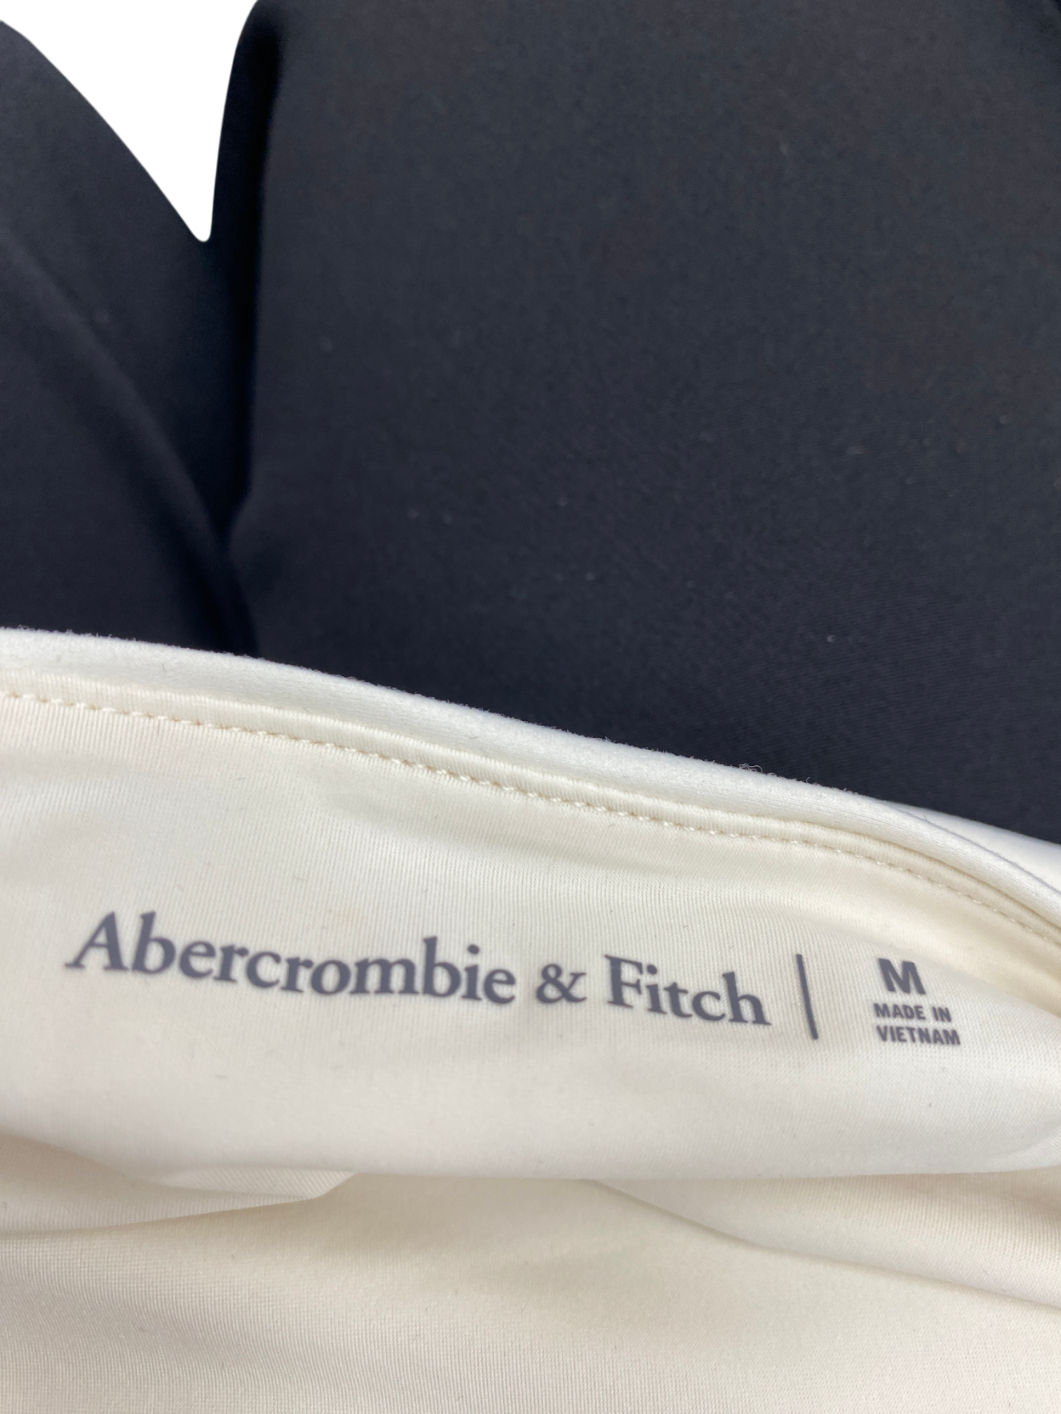 Abercrombie & Fitch | M
MADE IN
VIETNAM